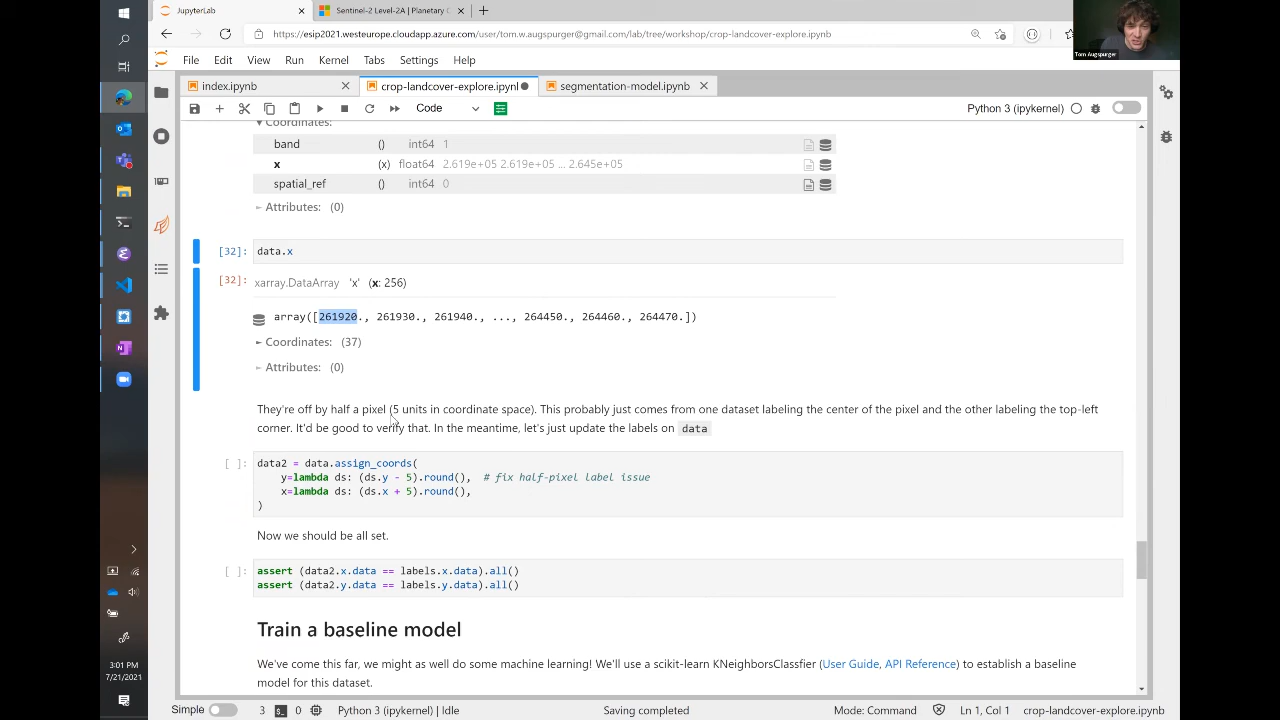 JupyterLab
Sentinel-2 Level-2A | Planetary C
https://esip2021.westeurope.cloudapp.azure.com/user/tom.w.augspurger@gmail.com/lab/tree/workshop/crop-landcover-explore.ipynb
Tom Augspurger
File Edit View Run Kernel Tabs Settings Help
index.ipynb
crop-landcover-explore.ipynl
segmentation-model.ipynb
Code
Python 3 (ipykernel)
Coordinates:
band () int64 1
x (x) float64 2.619e+05 2.619e+05 ... 2.645e+05
spatial_ref () int64 0
Attributes: (0)
[32]: data.x
[32]: xarray.DataArray 'x' (x: 256)
array([261920., 261930., 261940., ..., 264450., 264460., 264470.])
Coordinates: (37)
Attributes: (0)
They're off by half a pixel (5 units in coordinate space). This probably just comes from one dataset labeling the center of the pixel and the other labeling the top-left
corner. It'd be good to verify that. In the meantime, let's just update the labels on data
[ ]: data2 = data.assign_coords(
y=lambda ds: (ds.y - 5).round(), # fix half-pixel label issue
x=lambda ds: (ds.x + 5).round(),
)
Now we should be all set.
[ ]: assert (data2.x.data == labels.x.data).all()
assert (data2.y.data == labels.y.data).all()
Train a baseline model
We've come this far, we might as well do some machine learning! We'll use a scikit-learn KNeighborsClassfier (User Guide, API Reference) to establish a baseline
model for this dataset.
3:01 PM
7/21/2021
Simple 3 0 Python 3 (ipykernel) | Idle Saving completed Mode: Command Ln 1, Col 1 crop-landcover-explore.ipynb